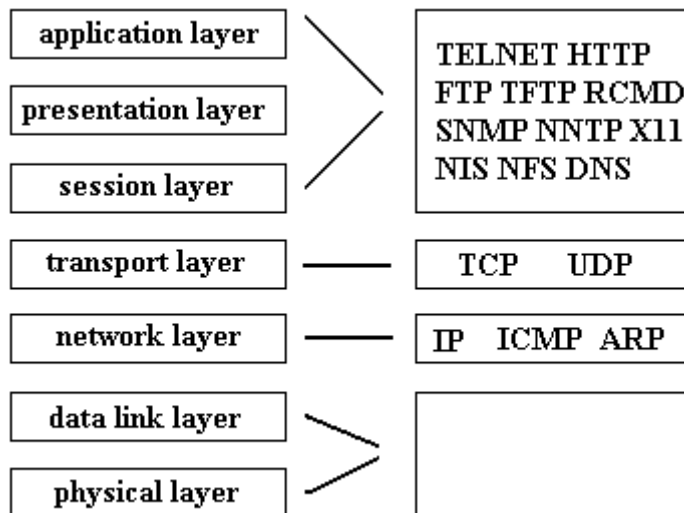 application layer
presentation layer
session layer
transport layer
network layer
data link layer
physical layer
TELNET HTTP
FTP TFTP RCMD
SNMP NNTP X11
NIS NFS DNS
TCP UDP
IP ICMP ARP